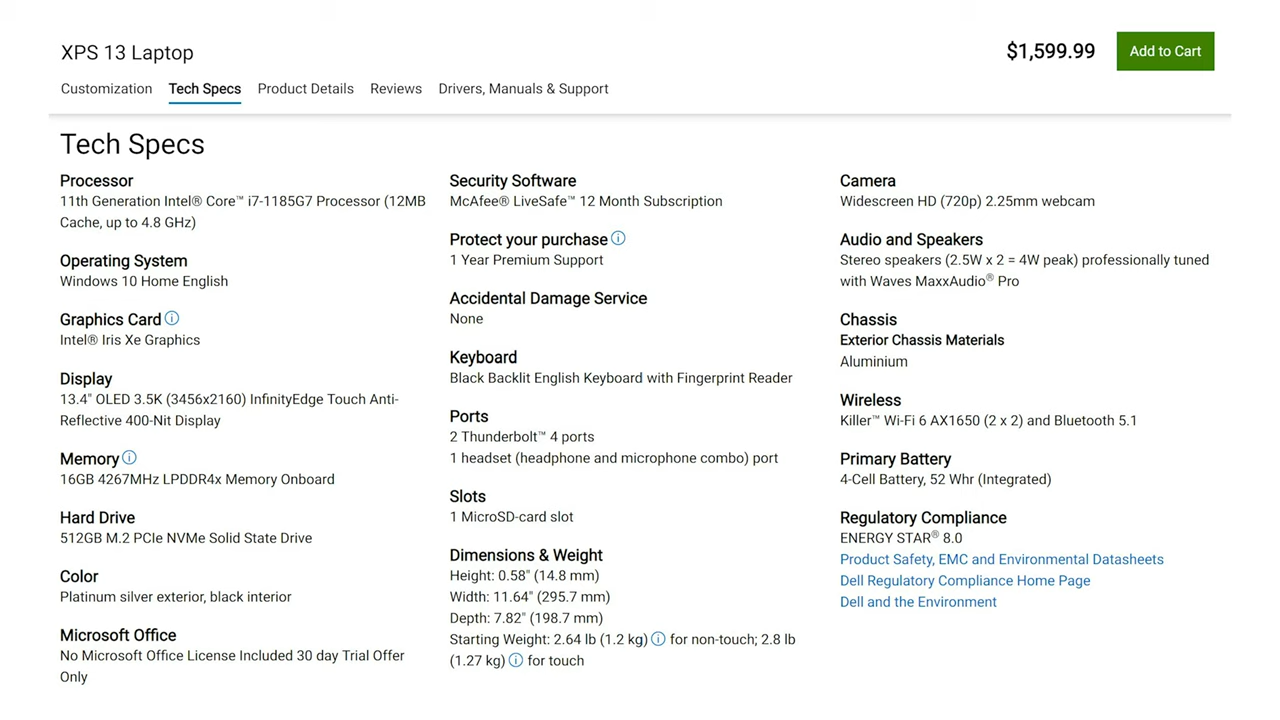 XPS 13 Laptop
$1,599.99
Add to Cart
Customization
Tech Specs
Product Details
Reviews
Drivers, Manuals & Support
Tech Specs
Processor
11th Generation Intel® Core™ i7-1185G7 Processor (12MB
Cache, up to 4.8 GHz)
Operating System
Windows 10 Home English
Graphics Card
Intel® Iris Xe Graphics
Display
13.4" OLED 3.5K (3456x2160) InfinityEdge Touch Anti-
Reflective 400-Nit Display
Memory
16GB 4267MHz LPDDR4x Memory Onboard
Hard Drive
512GB M.2 PCIe NVMe Solid State Drive
Color
Platinum silver exterior, black interior
Microsoft Office
No Microsoft Office License Included 30 day Trial Offer
Only
Security Software
McAfee® LiveSafe™ 12 Month Subscription
Protect your purchase
1 Year Premium Support
Accidental Damage Service
None
Keyboard
Black Backlit English Keyboard with Fingerprint Reader
Ports
2 Thunderbolt™ 4 ports
1 headset (headphone and microphone combo) port
Slots
1 MicroSD-card slot
Dimensions & Weight
Height: 0.58" (14.8 mm)
Width: 11.64" (295.7 mm)
Depth: 7.82" (198.7 mm)
Starting Weight: 2.64 lb (1.2 kg) for non-touch; 2.8 lb
(1.27 kg) for touch
Camera
Widescreen HD (720p) 2.25mm webcam
Audio and Speakers
Stereo speakers (2.5W x 2 = 4W peak) professionally tuned
with Waves MaxxAudio® Pro
Chassis
Exterior Chassis Materials
Aluminium
Wireless
Killer™ Wi-Fi 6 AX1650 (2 x 2) and Bluetooth 5.1
Primary Battery
4-Cell Battery, 52 Whr (Integrated)
Regulatory Compliance
ENERGY STAR® 8.0
Product Safety, EMC and Environmental Datasheets
Dell Regulatory Compliance Home Page
Dell and the Environment